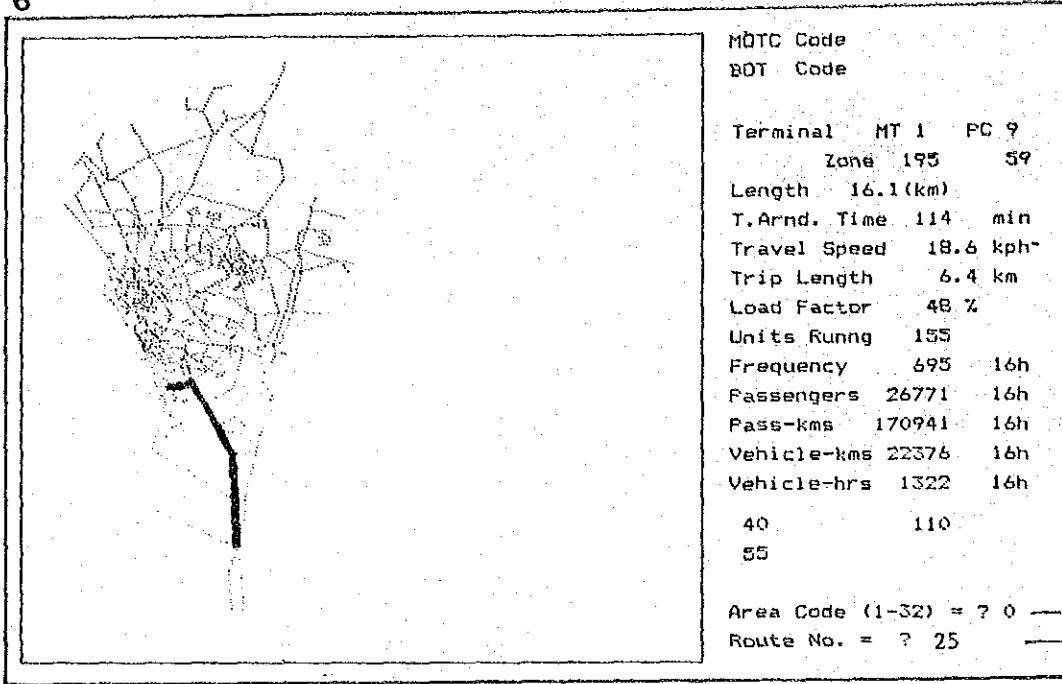 6
MOTC Code
BOT Code
Terminal MT 1 PC 9
Zone 195 59
Length 16.1(km)
T.Arnd. Time 114 min
Travel Speed 18.6 kph
Trip Length 6.4 km
Load Factor 48 %
Units Runng 155
Frequency 695 16h
Passengers 26771 16h
Pass-kms 170941 16h
Vehicle-kms 22376 16h
Vehicle-hrs 1322 16h
40 110
55
Area Code (1-32) = ? 0
Route No. = ? 25